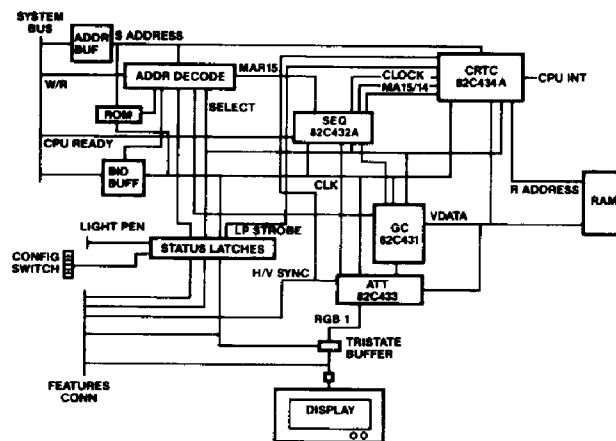 SYSTEM
BUS
ADDR
BUF
S ADDRESS
W/R
ADDR DECODE
MAR15
SELECT
ROM
CPU READY
BID
BUFF
CLOCK
MA15/14
CRTC
82C434A
CPU INT
SEQ
82C432A
CLK
R ADDRESS
RAM
GC
82C431
VDATA
LIGHT PEN
LP STROBE
STATUS LATCHES
CONFIG
SWITCH
H/V SYNC
ATT
82C433
RGB 1
TRISTATE
BUFFER
FEATURES
CONN
DISPLAY